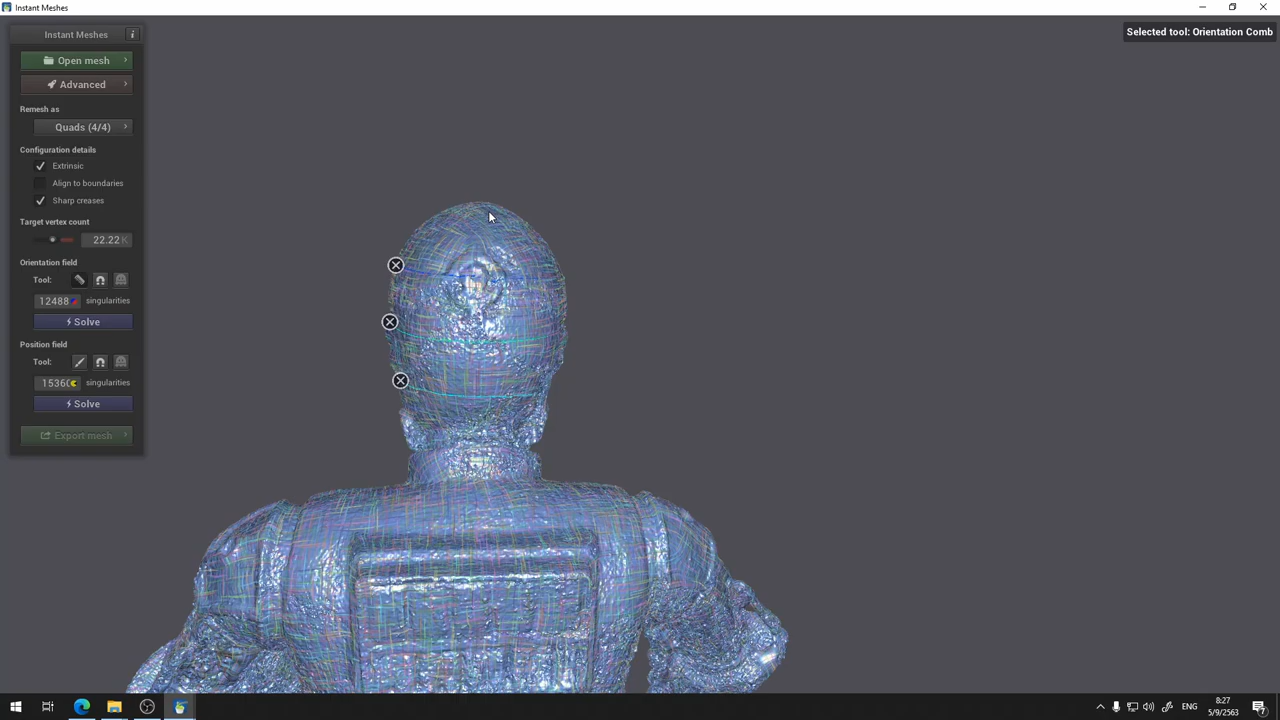 Instant Meshes
Selected tool: Orientation Comb
Instant Meshes
i
Open mesh
Advanced
Remesh as
Quads (4/4)
Configuration details
Extrinsic
Align to boundaries
Sharp creases
Target vertex count
22.22 K
Orientation field
Tool:
12488 singularities
Solve
Position field
Tool:
1536 singularities
Solve
Export mesh
ENG
8:27
5/9/2563